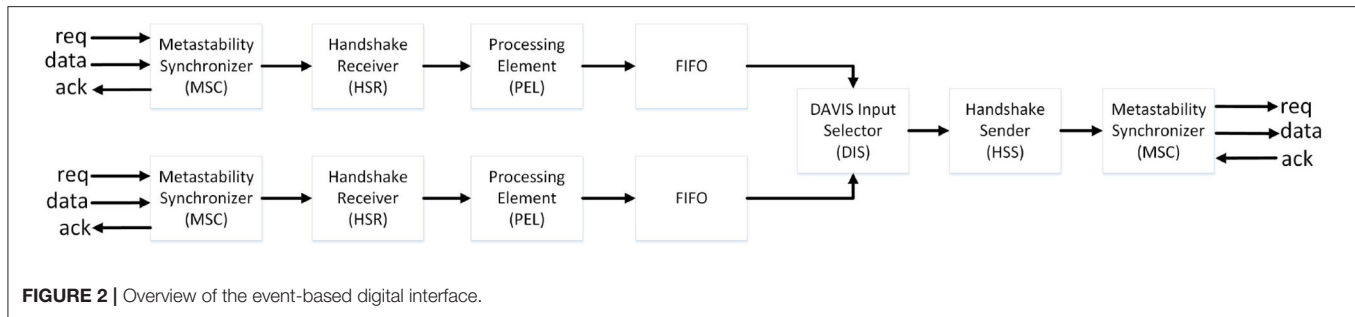 req
data
ack
Metastability
Synchronizer
(MSC)
Handshake
Receiver
(HSR)
Processing
Element
(PEL)
FIFO
req
data
ack
Metastability
Synchronizer
(MSC)
Handshake
Receiver
(HSR)
Processing
Element
(PEL)
FIFO
DAVIS Input
Selector
(DIS)
Handshake
Sender
(HSS)
Metastability
Synchronizer
(MSC)
req
data
ack
FIGURE 2 | Overview of the event-based digital interface.